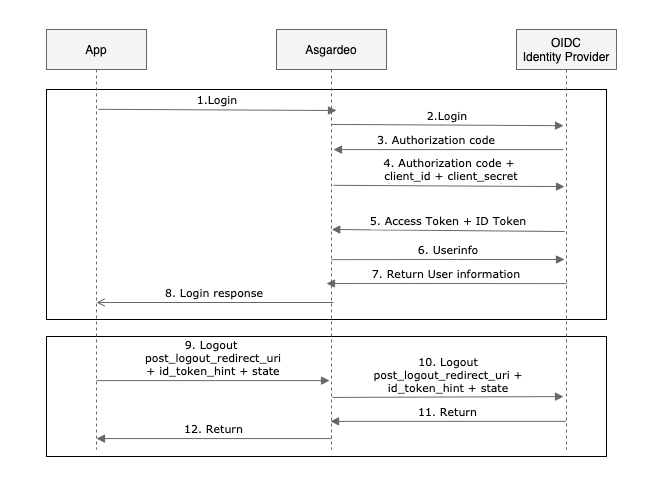 App
Asgardeo
OIDC
Identity Provider
1.Login
2.Login
3. Authorization code
4. Authorization code +
client_id + client_secret
5. Access Token + ID Token
6. Userinfo
7. Return User information
8. Login response
9. Logout
post_logout_redirect_uri
+ id_token_hint + state
10. Logout
post_logout_redirect_uri +
id_token_hint + state
11. Return
12. Return